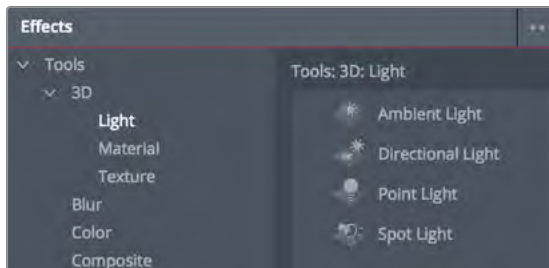 Effects
Tools
3D
Light
Material
Texture
Blur
Color
Composite
Tools: 3D: Light
Ambient Light
Directional Light
Point Light
Spot Light